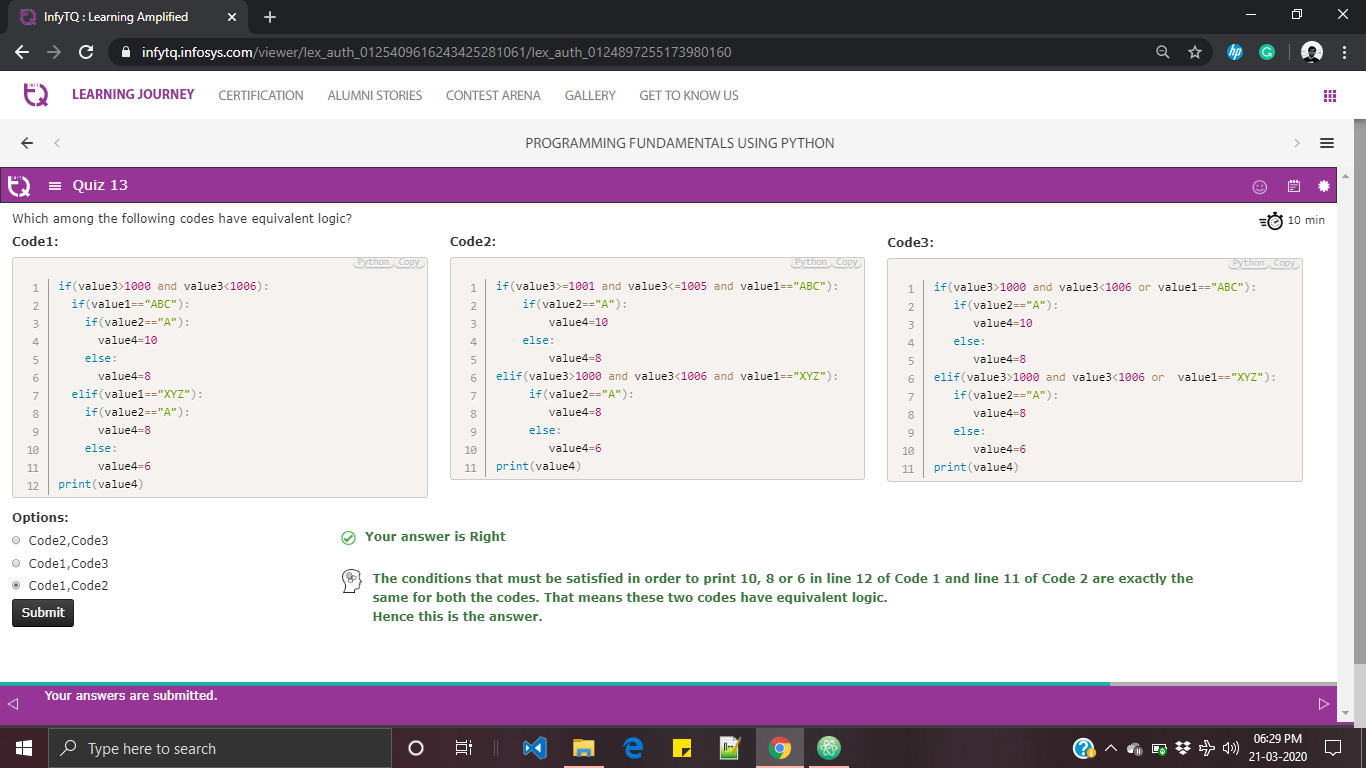 InfyTQ : Learning Amplified
infytq.infosys.com/viewer/lex_auth_0125409616243425281061/lex_auth_0124897255173980160
LEARNING JOURNEY CERTIFICATION ALUMNI STORIES CONTEST ARENA GALLERY GET TO KNOW US
PROGRAMMING FUNDAMENTALS USING PYTHON
Quiz 13
Which among the following codes have equivalent logic?
10 min
Code1:
Python Copy
1 if(value3>1000 and value3<1006):
2 if(value1=="ABC"):
3 if(value2=="A"):
4 value4=10
5 else:
6 value4=8
7 elif(value1=="XYZ"):
8 if(value2=="A"):
9 value4=8
10 else:
11 value4=6
12 print(value4)
Code2:
Python Copy
1 if(value3>=1001 and value3<=1005 and value1=="ABC"):
2 if(value2=="A"):
3 value4=10
4 else:
5 value4=8
6 elif(value3>1000 and value3<1006 and value1=="XYZ"):
7 if(value2=="A"):
8 value4=8
9 else:
10 value4=6
11 print(value4)
Code3:
Python Copy
1 if(value3>1000 and value3<1006 or value1=="ABC"):
2 if(value2=="A"):
3 value4=10
4 else:
5 value4=8
6 elif(value3>1000 and value3<1006 or  value1=="XYZ"):
7 if(value2=="A"):
8 value4=8
9 else:
10 value4=6
11 print(value4)
Options:
Code2,Code3
Code1,Code3
Code1,Code2
Submit
Your answer is Right
The conditions that must be satisfied in order to print 10, 8 or 6 in line 12 of Code 1 and line 11 of Code 2 are exactly the
same for both the codes. That means these two codes have equivalent logic.
Hence this is the answer.
Your answers are submitted.
Type here to search
06:29 PM
21-03-2020